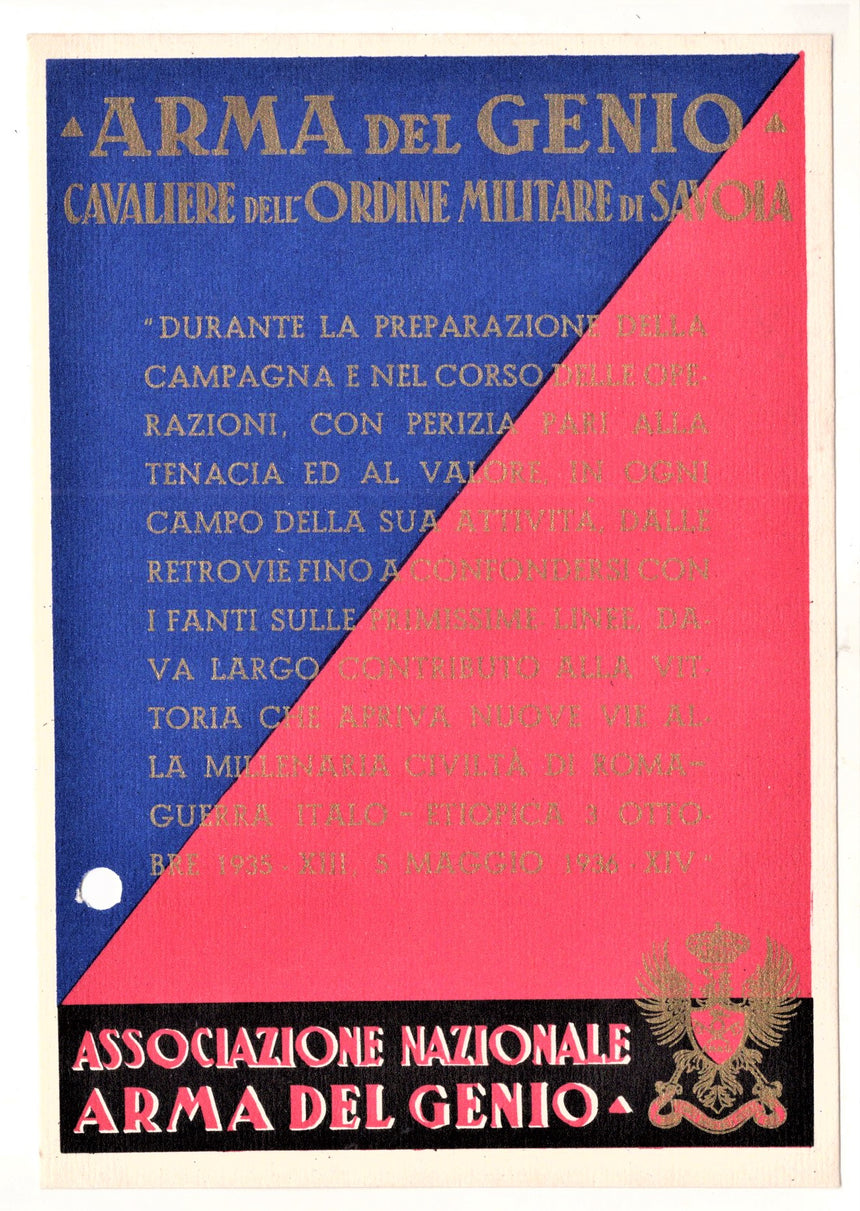 ARMA DEL GENIO
CAVALIERE DELL'ORDINE MILITARE DI SAVOIA
"DURANTE LA PREPARAZIONE DELLA
CAMPAGNA E NEL CORSO DELLE OPE-
RAZIONI, CON PERIZIA PARI ALLA
TENACIA ED AL VALORE, IN OGNI
CAMPO DELLA SUA ATTIVITÀ, DALLE
RETROVIE FINO A CONFONDERSI CON
I FANTI SULLE PRIMISSIME LINEE, DA-
VA LARGO CONTRIBUTO ALLA VIT-
TORIA CHE APRIVA NUOVE VIE AL-
LA MILLENARIA CIVILTÀ DI ROMA-
GUERRA ITALO - ETIOPICA 3 OTTO-
BRE 1935 - XIII, 5 MAGGIO 1936 - XIV"
ASSOCIAZIONE NAZIONALE
ARMA DEL GENIO